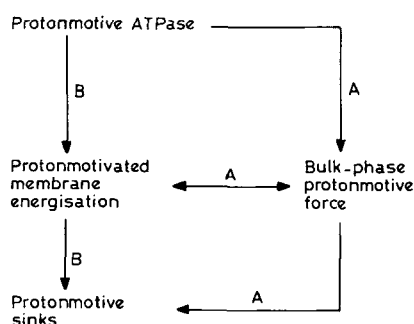 Protonmotive ATPase
B
A
Protonmotivated
membrane
energisation
A
Bulk-phase
protonmotive
force
B
A
Protonmotive
sinks